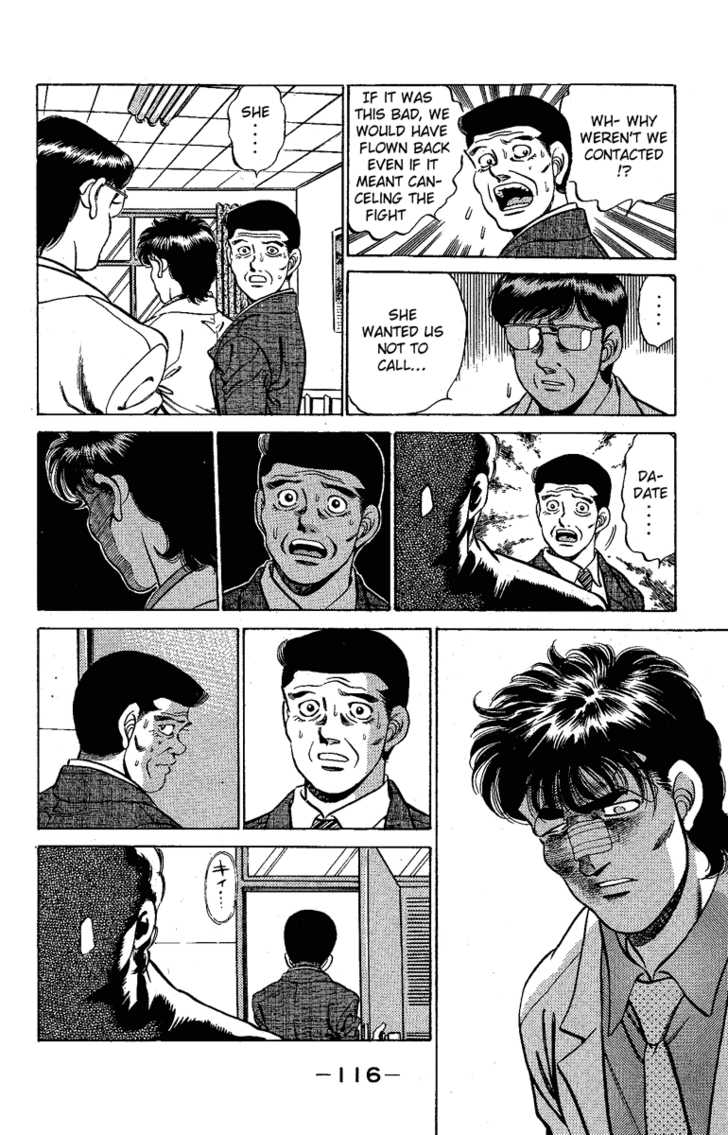 WH- WHY
WEREN'T WE
CONTACTED
!?
IF IT WAS
THIS BAD, WE
WOULD HAVE
FLOWN BACK
EVEN IF IT
MEANT CAN-
CELING THE
FIGHT
SHE
...
....
SHE
WANTED US
NOT TO
CALL...
DA-
DATE
....
キィ...
-116-